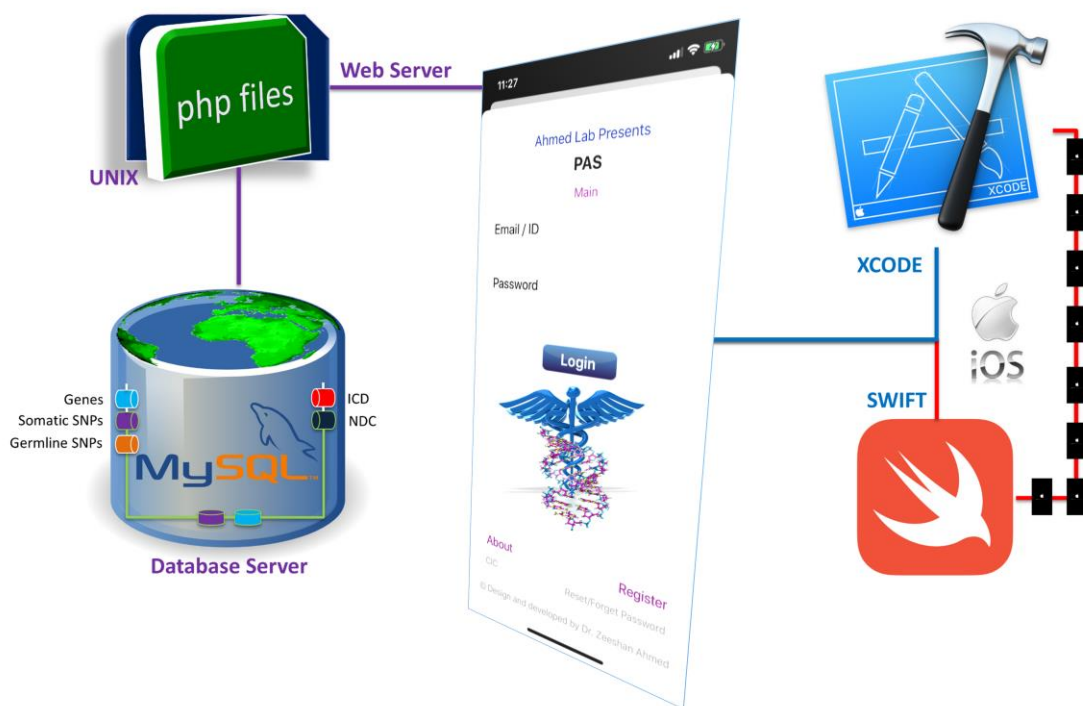 php files
UNIX
Web Server
Genes
Somatic SNPs
Germline SNPs
ICD
NDC
MySQL
Database Server
11:27
Ahmed Lab Presents
PAS
Main
Email / ID
Password
Login
About
CIC
Register
Reset/Forget Password
© Design and developed by Dr. Zeeshan Ahmed
XCODE
XCODE
iOS
SWIFT